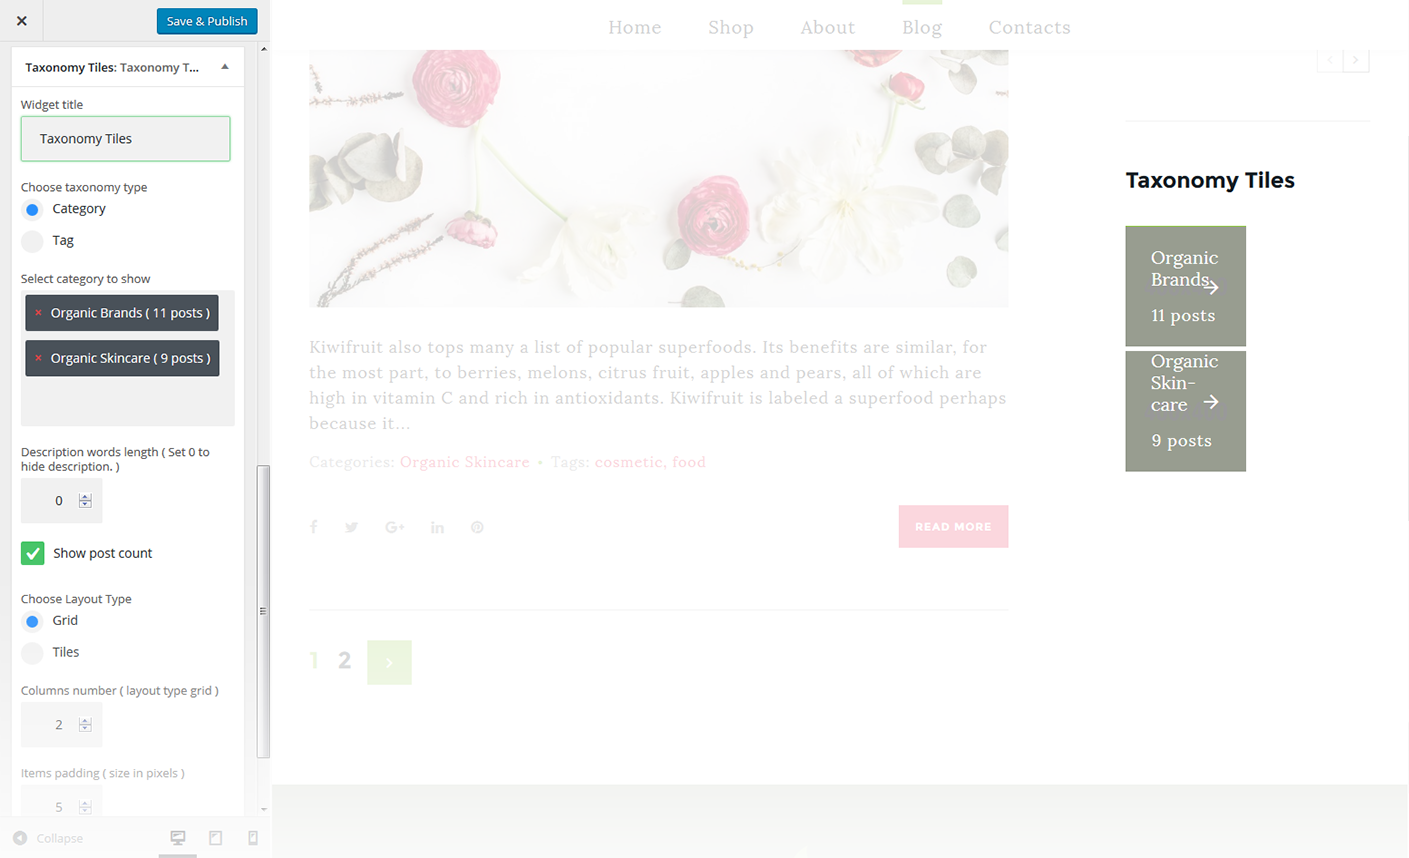 Save & Publish
Taxonomy Tiles: Taxonomy T...
Widget title
Taxonomy Tiles
Choose taxonomy type
Category
Tag
Select category to show
× Organic Brands ( 11 posts )
× Organic Skincare ( 9 posts )
Description words length ( Set 0 to
hide description. )
0
Show post count
Choose Layout Type
Grid
Tiles
Columns number ( layout type grid )
2
Items padding ( size in pixels )
5
Collapse
Home Shop About Blog Contacts
Kiwifruit also tops many a list of popular superfoods. Its benefits are similar, for
the most part, to berries, melons, citrus fruit, apples and pears, all of which are
high in vitamin C and rich in antioxidants. Kiwifruit is labeled a superfood perhaps
because it...
Categories: Organic Skincare • Tags: cosmetic, food
READ MORE
1 2
Taxonomy Tiles
Organic
Brands
11 posts
Organic
Skin-
care
9 posts